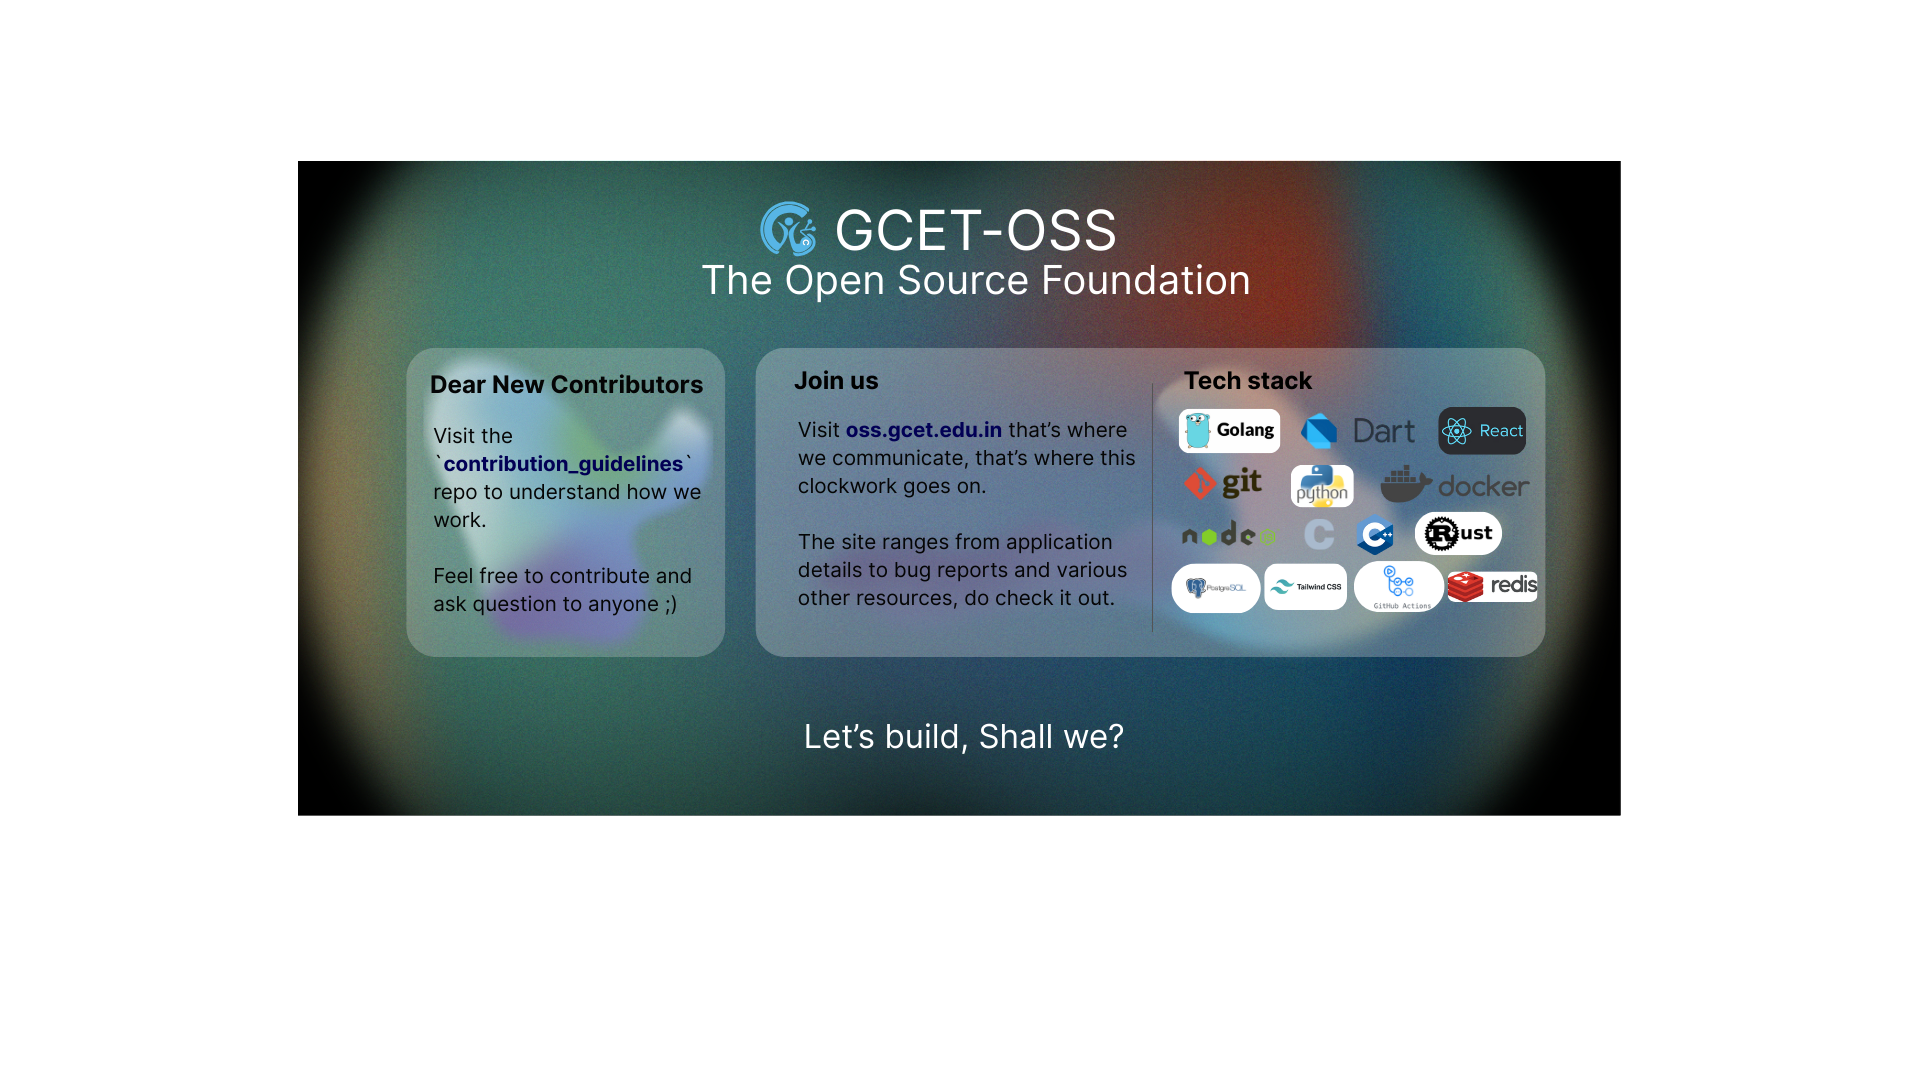 GCET-OSS
The Open Source Foundation
Dear New Contributors
Visit the
`contribution_guidelines`
repo to understand how we
work.
Feel free to contribute and
ask question to anyone ;)
Join us
Visit oss.gcet.edu.in that’s where
we communicate, that’s where this
clockwork goes on.
The site ranges from application
details to bug reports and various
other resources, do check it out.
Tech stack
Golang
Dart
React
git
python
docker
node
C
C++
Rust
PostgreSQL
Tailwind CSS
GitHub Actions
redis
Let’s build, Shall we?